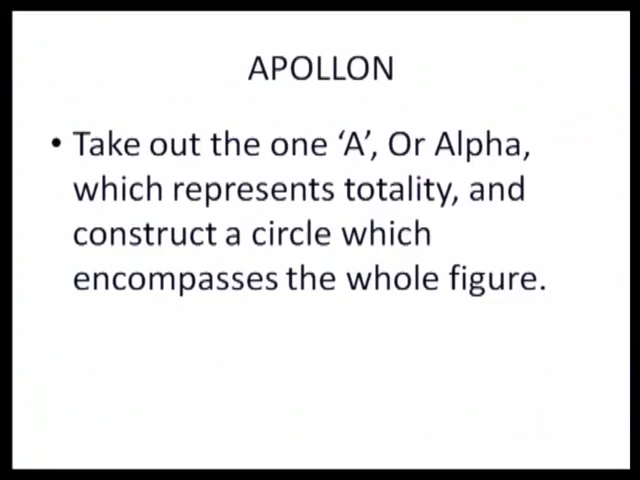 APOLLON
• Take out the one ‘A’, Or Alpha,
which represents totality, and
construct a circle which
encompasses the whole figure.